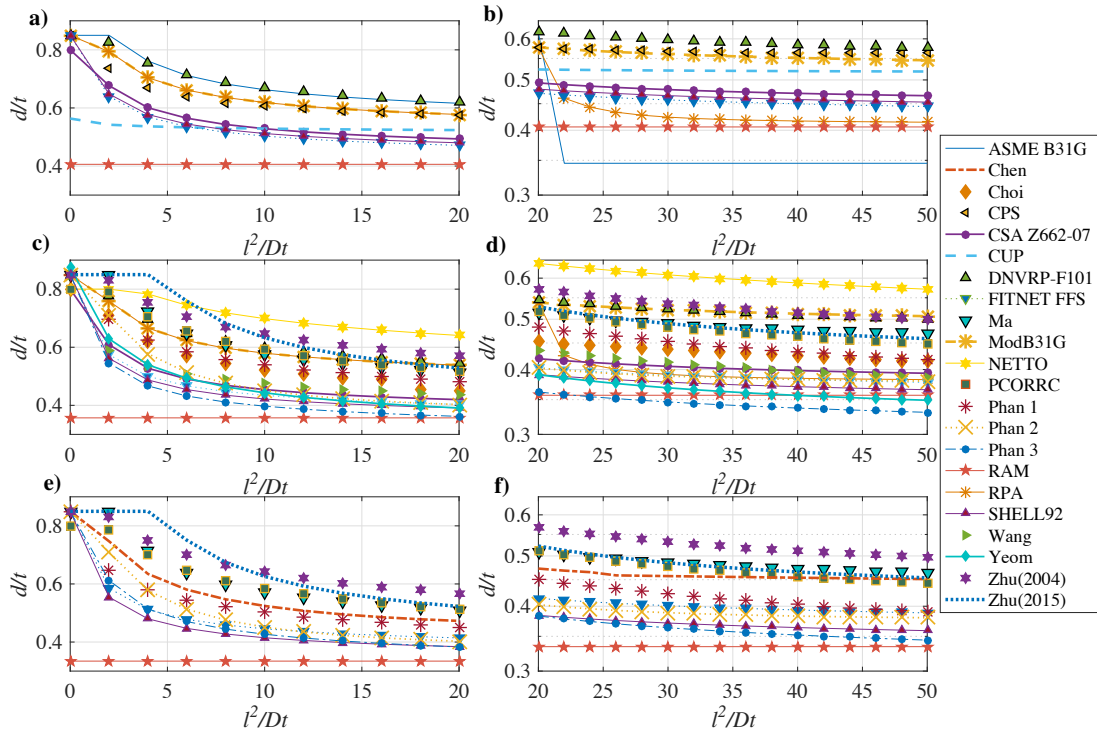 a)
0.8
0.6
0.4
d/t
0 5 10 15 20
l²/Dt
b)
0.6
0.5
0.4
0.3
d/t
20 25 30 35 40 45 50
l²/Dt
c)
0.8
0.6
0.4
d/t
0 5 10 15 20
l²/Dt
d)
0.6
0.5
0.4
0.3
d/t
20 25 30 35 40 45 50
l²/Dt
e)
0.8
0.6
0.4
d/t
0 5 10 15 20
l²/Dt
f)
0.6
0.5
0.4
0.3
d/t
20 25 30 35 40 45 50
l²/Dt
ASME B31G
Chen
Choi
CPS
CSA Z662-07
CUP
DNVRP-F101
FITNET FFS
Ma
ModB31G
NETTO
PCORRC
Phan 1
Phan 2
Phan 3
RAM
RPA
SHELL92
Wang
Yeom
Zhu(2004)
Zhu(2015)